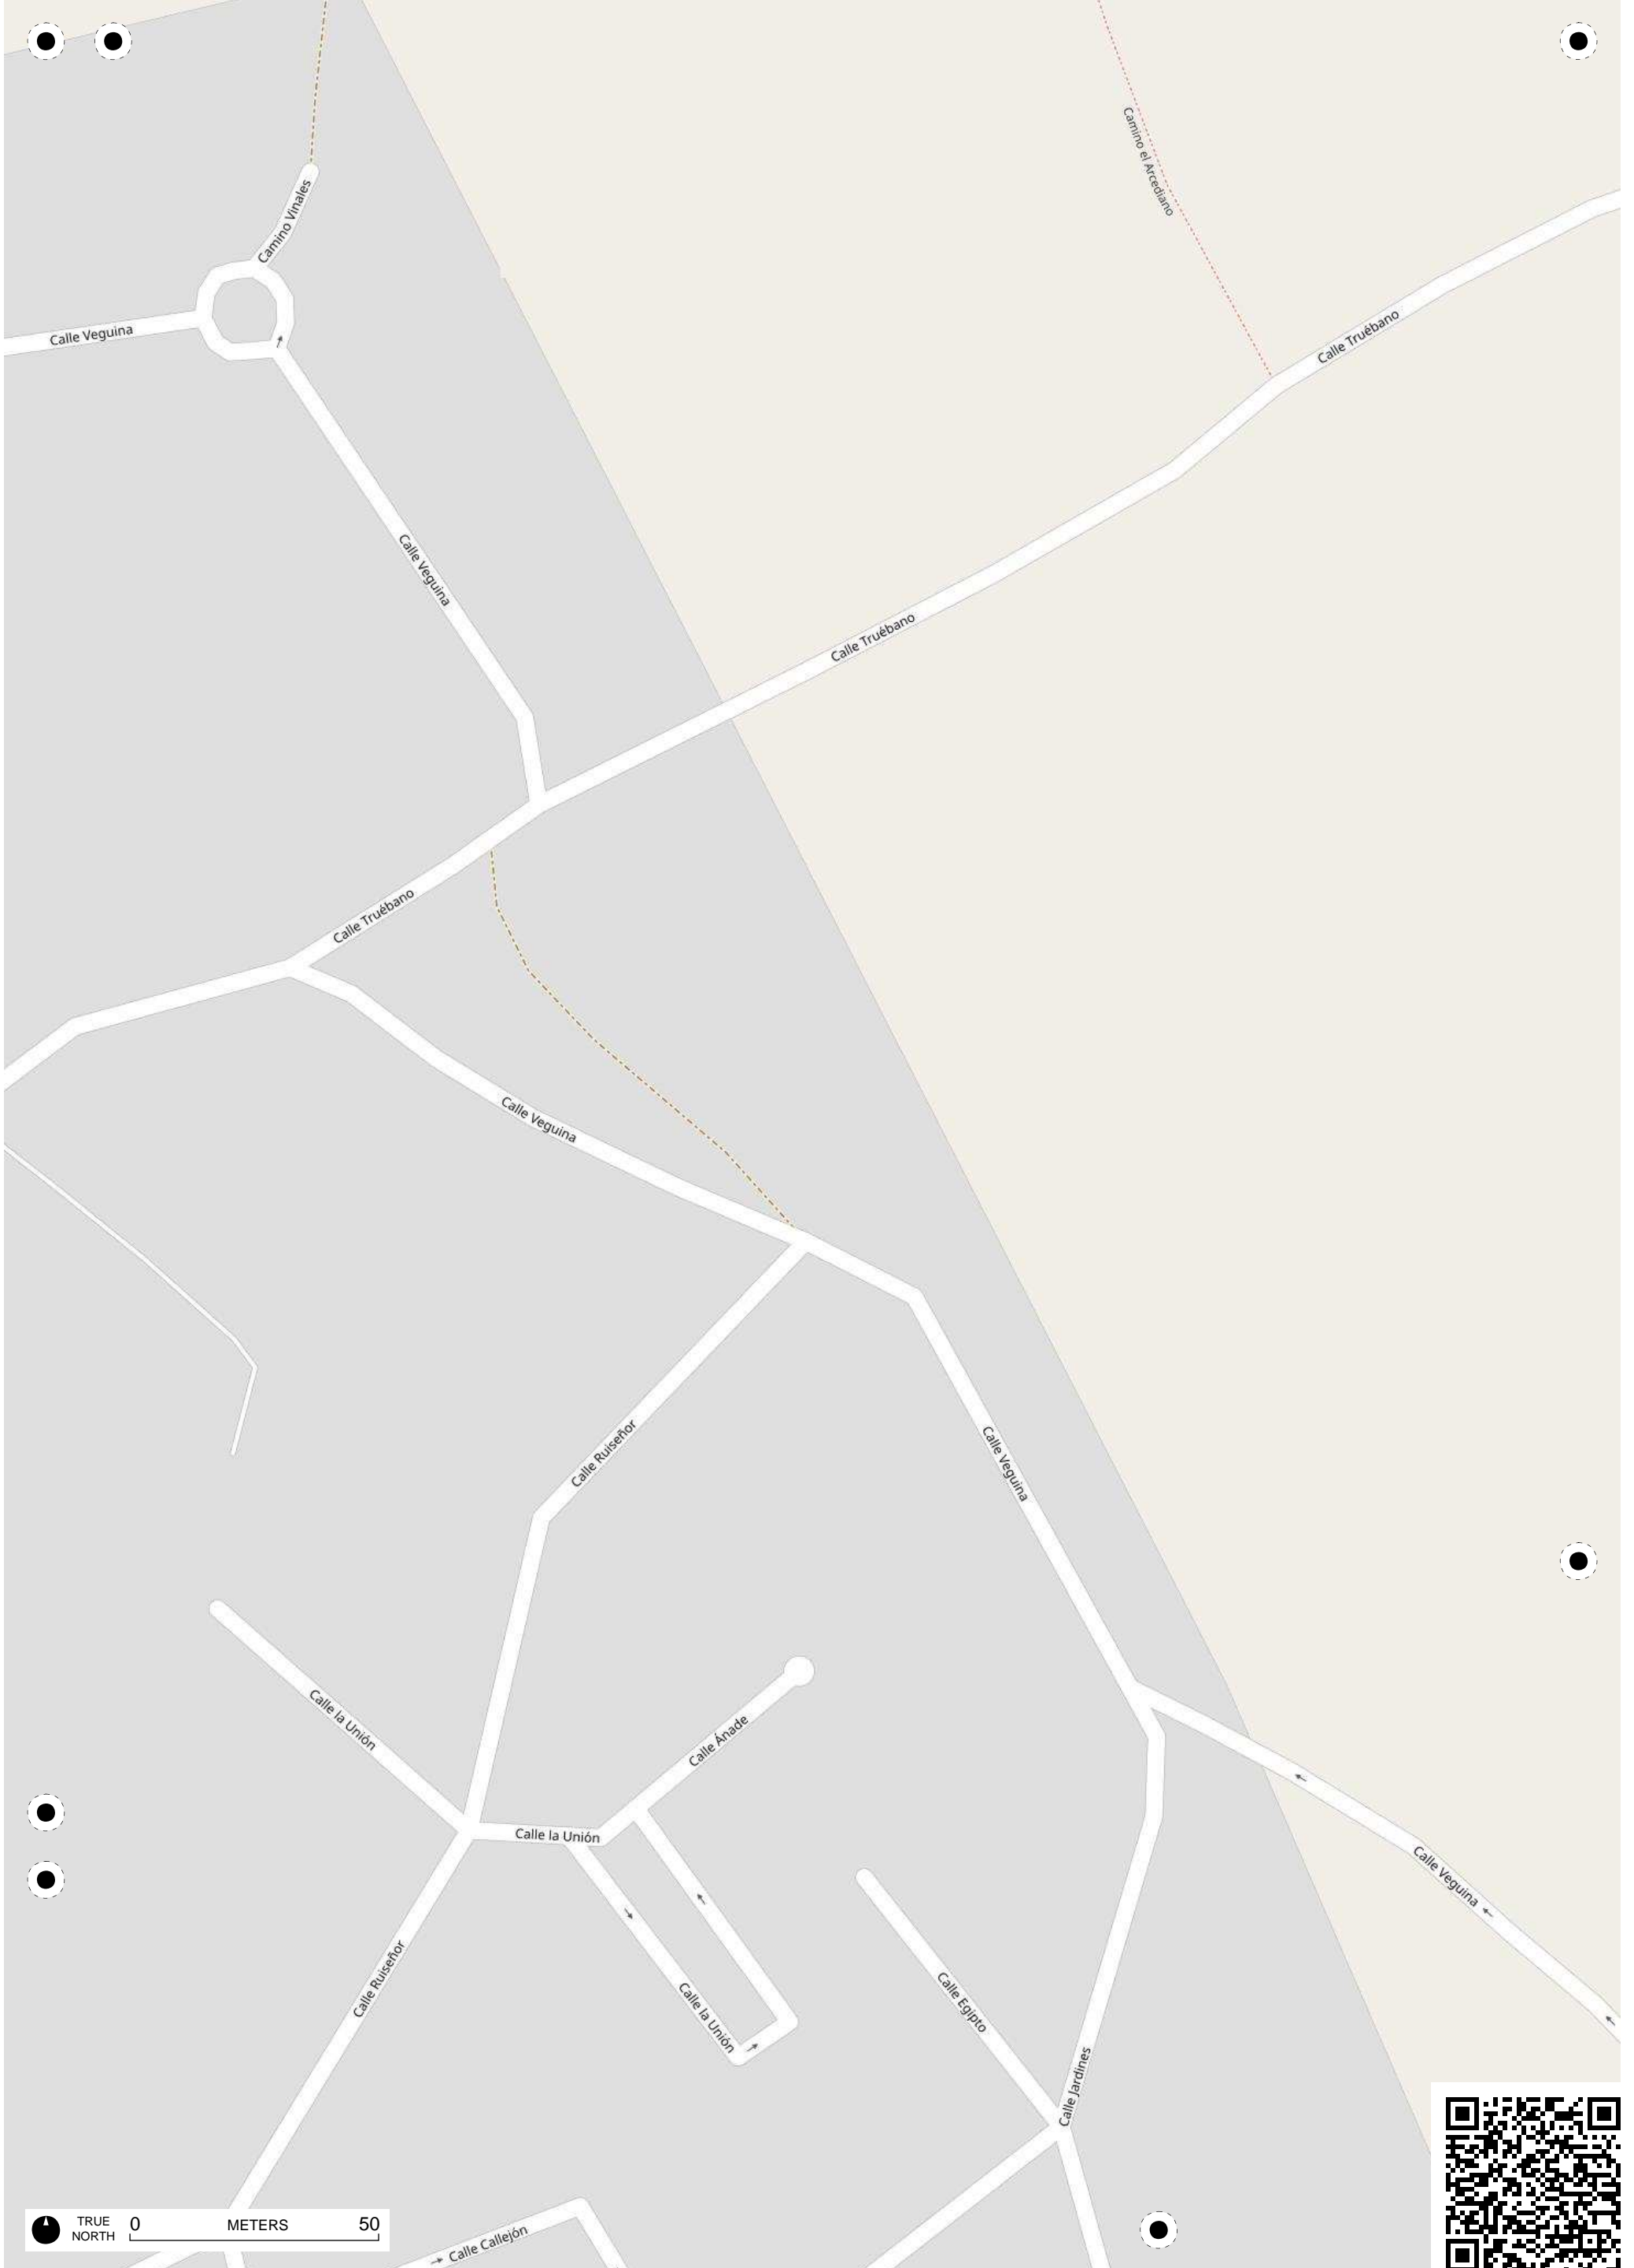 Camino el Arcediano
Camino Vinales
Calle Veguina
Calle Truébano
Calle Veguina
Calle Truébano
Calle Truébano
Calle Veguina
Calle Ruiseñor
Calle Veguina
Calle la Unión
Calle Ánade
Calle la Unión
Calle Veguina
Calle Ruiseñor
Calle la Unión
Calle Egipto
Calle Jardines
Calle Callejón
TRUE
NORTH
0 METERS 50